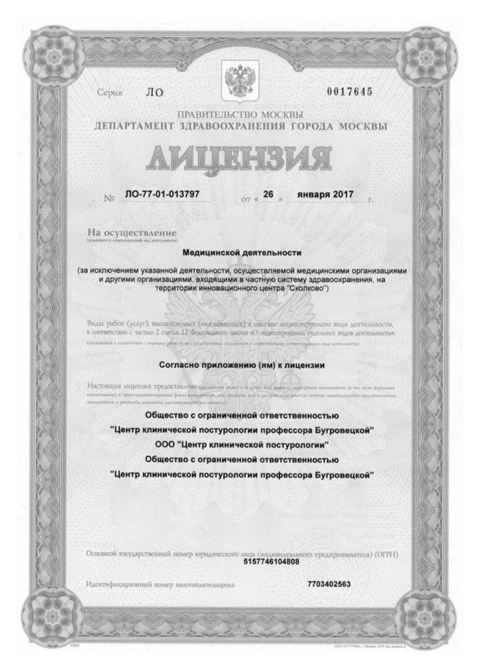 Серия ЛО 0017645
ПРАВИТЕЛЬСТВО МОСКВЫ
ДЕПАРТАМЕНТ ЗДРАВООХРАНЕНИЯ ГОРОДА МОСКВЫ
ЛИЦЕНЗИЯ
№ ЛО-77-01-013797 от « 26 » января 2017 г.
На осуществление
Медицинской деятельности
(за исключением указанной деятельности, осуществляемой медицинскими организациями
и другими организациями, входящими в частную систему здравоохранения, на
территории инновационного центра "Сколково")
Виды работ (услуг), выполняемых (оказываемых) в составе лицензируемого вида деятельности,
в соответствии с частью 2 статьи 12 Федерального закона «О лицензировании отдельных видов деятельности»
Согласно приложению (ям) к лицензии
Настоящая лицензия предоставлена
Общество с ограниченной ответственностью
"Центр клинической постурологии профессора Бугровецкой"
ООО "Центр клинической постурологии"
Общество с ограниченной ответственностью
"Центр клинической постурологии профессора Бугровецкой"
Основной государственный номер юридического лица (индивидуального предпринимателя) (ОГРН)
5157746104808
Идентификационный номер налогоплательщика 7703402563